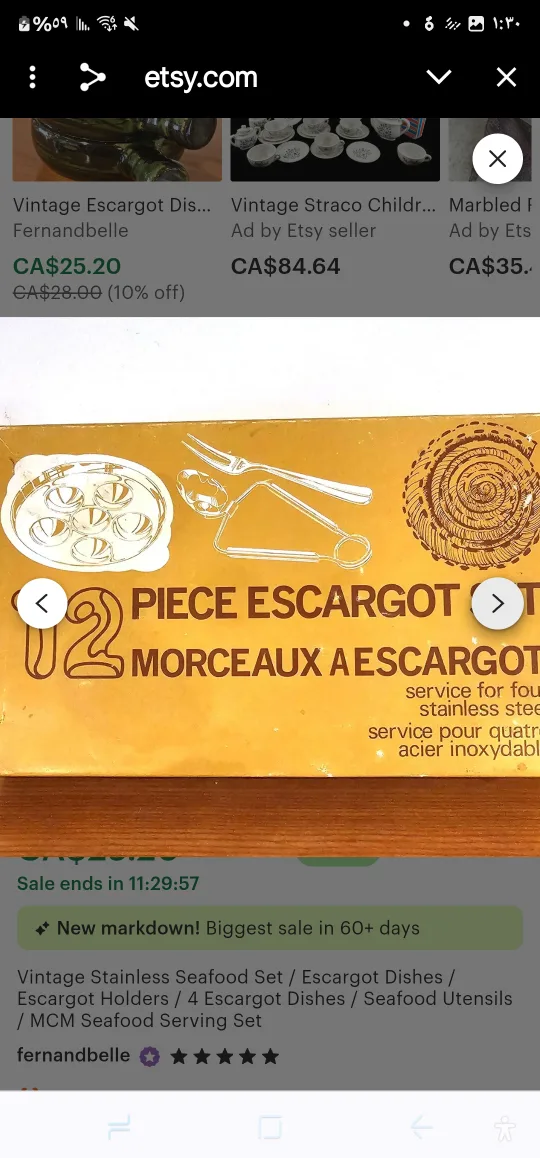 %٥٩
١:٣٠
etsy.com
Vintage Escargot Dis...
Fernandbelle
CA$25.20
CA$28.00 (10% off)
Vintage Straco Childr...
Ad by Etsy seller
CA$84.64
Marbled
Ad by Ets
CA$35.
12 PIECE ESCARGOT
MORCEAUX A ESCARGOT
service for fou
stainless stee
service pour quatr
acier inoxydabl
Sale ends in 11:29:57
New markdown! Biggest sale in 60+ days
Vintage Stainless Seafood Set / Escargot Dishes /
Escargot Holders / 4 Escargot Dishes / Seafood Utensils
/ MCM Seafood Serving Set
fernandbelle